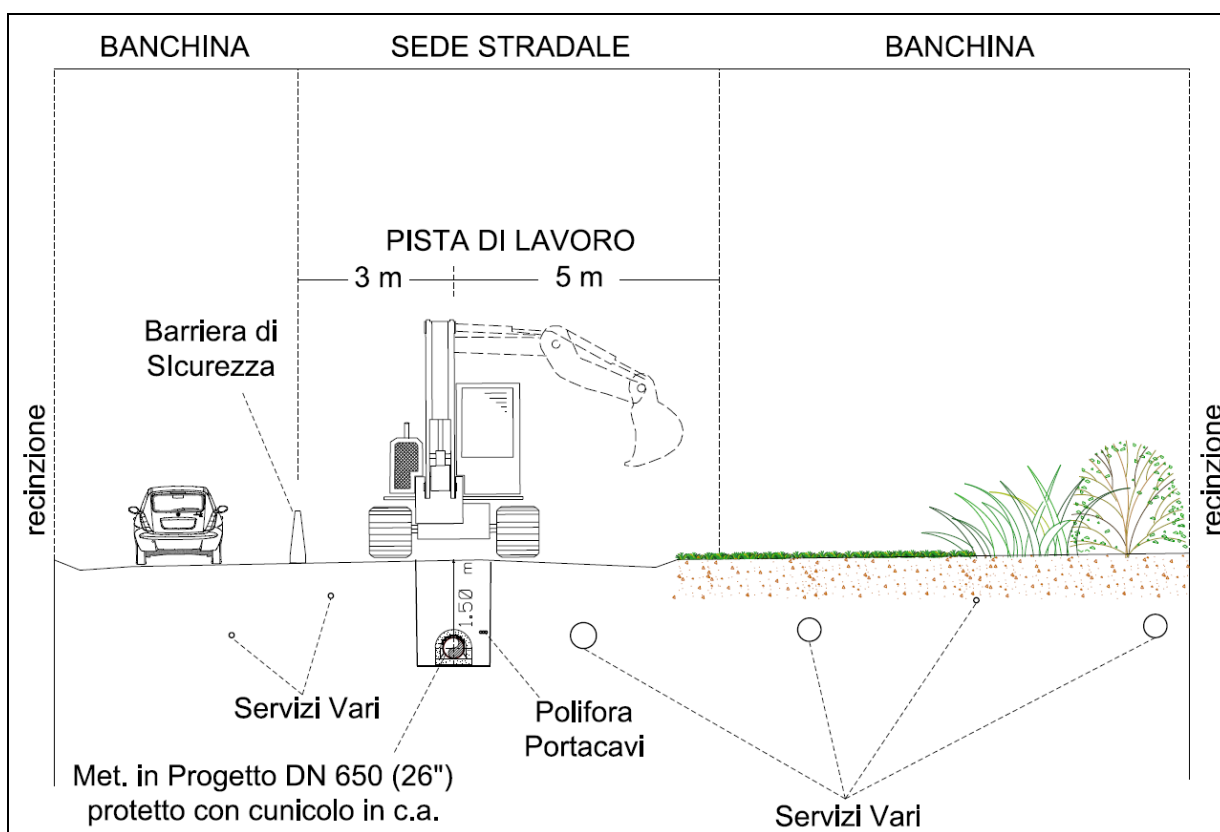 BANCHINA
SEDE STRADALE
BANCHINA
PISTA DI LAVORO
3 m
5 m
Barriera di
SIcurezza
recinzione
recinzione
1.50 m
Servizi Vari
Polifora
Portacavi
Met. in Progetto DN 650 (26")
protetto con cunicolo in c.a.
Servizi Vari